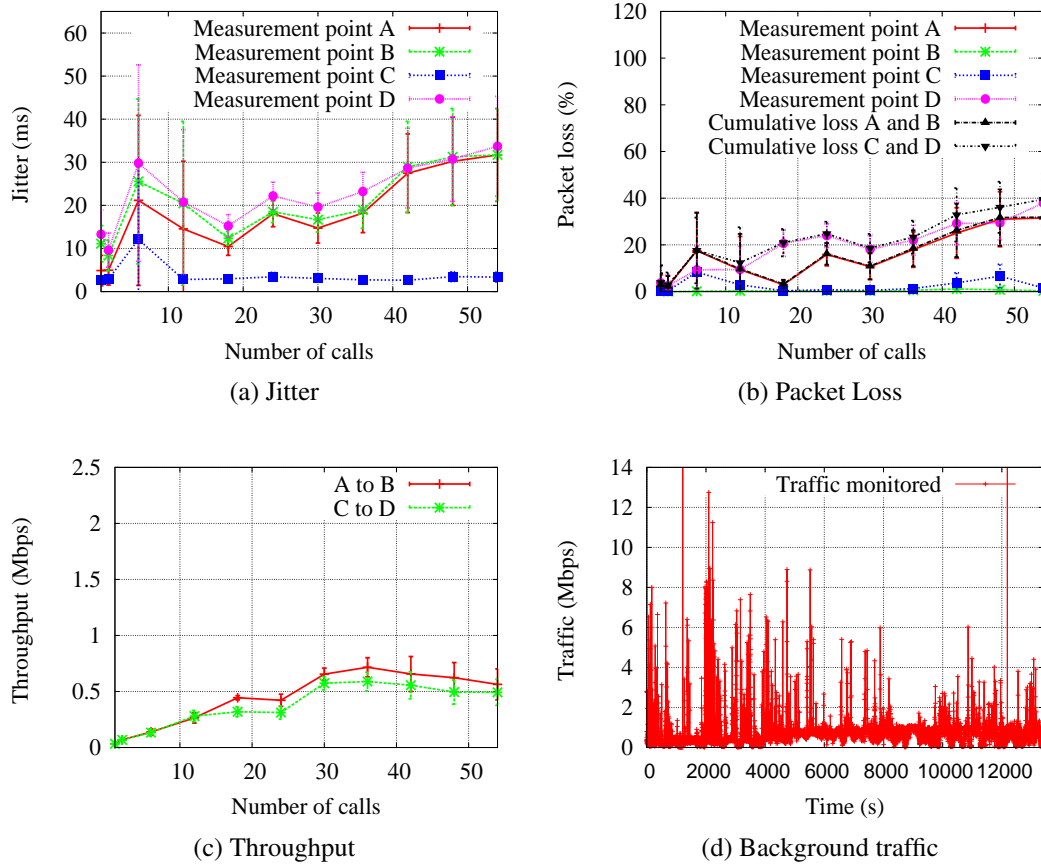 60
50
40
30
20
10
0
10 20 30 40 50
Jitter (ms)
Number of calls
Measurement point A
Measurement point B
Measurement point C
Measurement point D
(a) Jitter
120
100
80
60
40
20
0
10 20 30 40 50
Packet loss (%)
Number of calls
Measurement point A
Measurement point B
Measurement point C
Measurement point D
Cumulative loss A and B
Cumulative loss C and D
(b) Packet Loss
2.5
2
1.5
1
0.5
0
10 20 30 40 50
Throughput (Mbps)
Number of calls
A to B
C to D
(c) Throughput
14
12
10
8
6
4
2
0
0 2000 4000 6000 8000 10000 12000
Traffic (Mbps)
Time (s)
Traffic monitored
(d) Background traffic